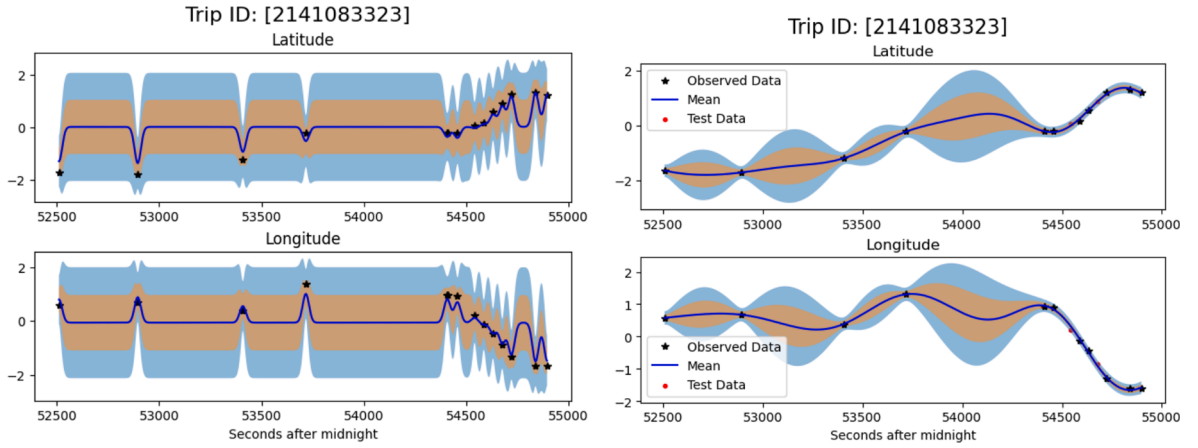 Trip ID: [2141083323]
Latitude
2
0
−2
52500 53000 53500 54000 54500 55000
Longitude
2
0
−2
52500 53000 53500 54000 54500 55000
Seconds after midnight
Trip ID: [2141083323]
Latitude
2
0
−2
Observed Data
Mean
Test Data
52500 53000 53500 54000 54500 55000
Longitude
2
1
0
−1
−2
Observed Data
Mean
Test Data
52500 53000 53500 54000 54500 55000
Seconds after midnight